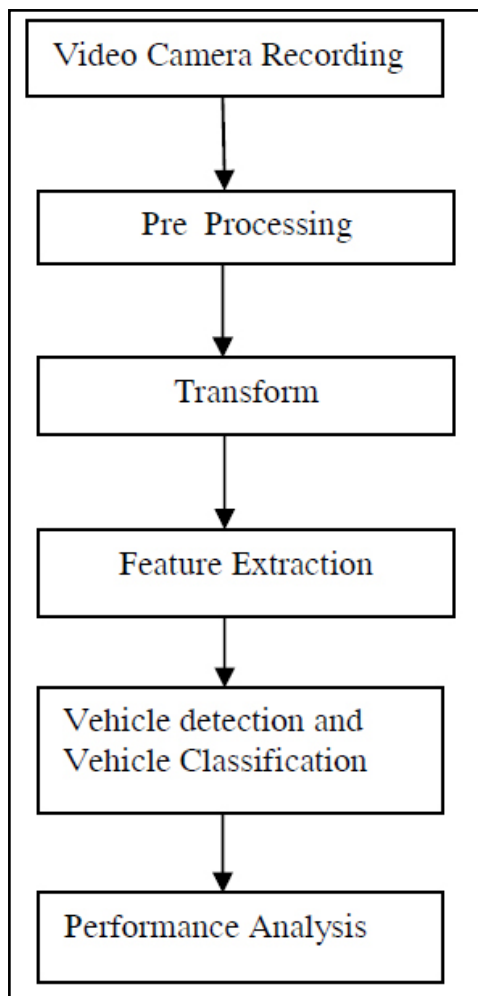 Video Camera Recording
Pre Processing
Transform
Feature Extraction
Vehicle detection and
Vehicle Classification
Performance Analysis